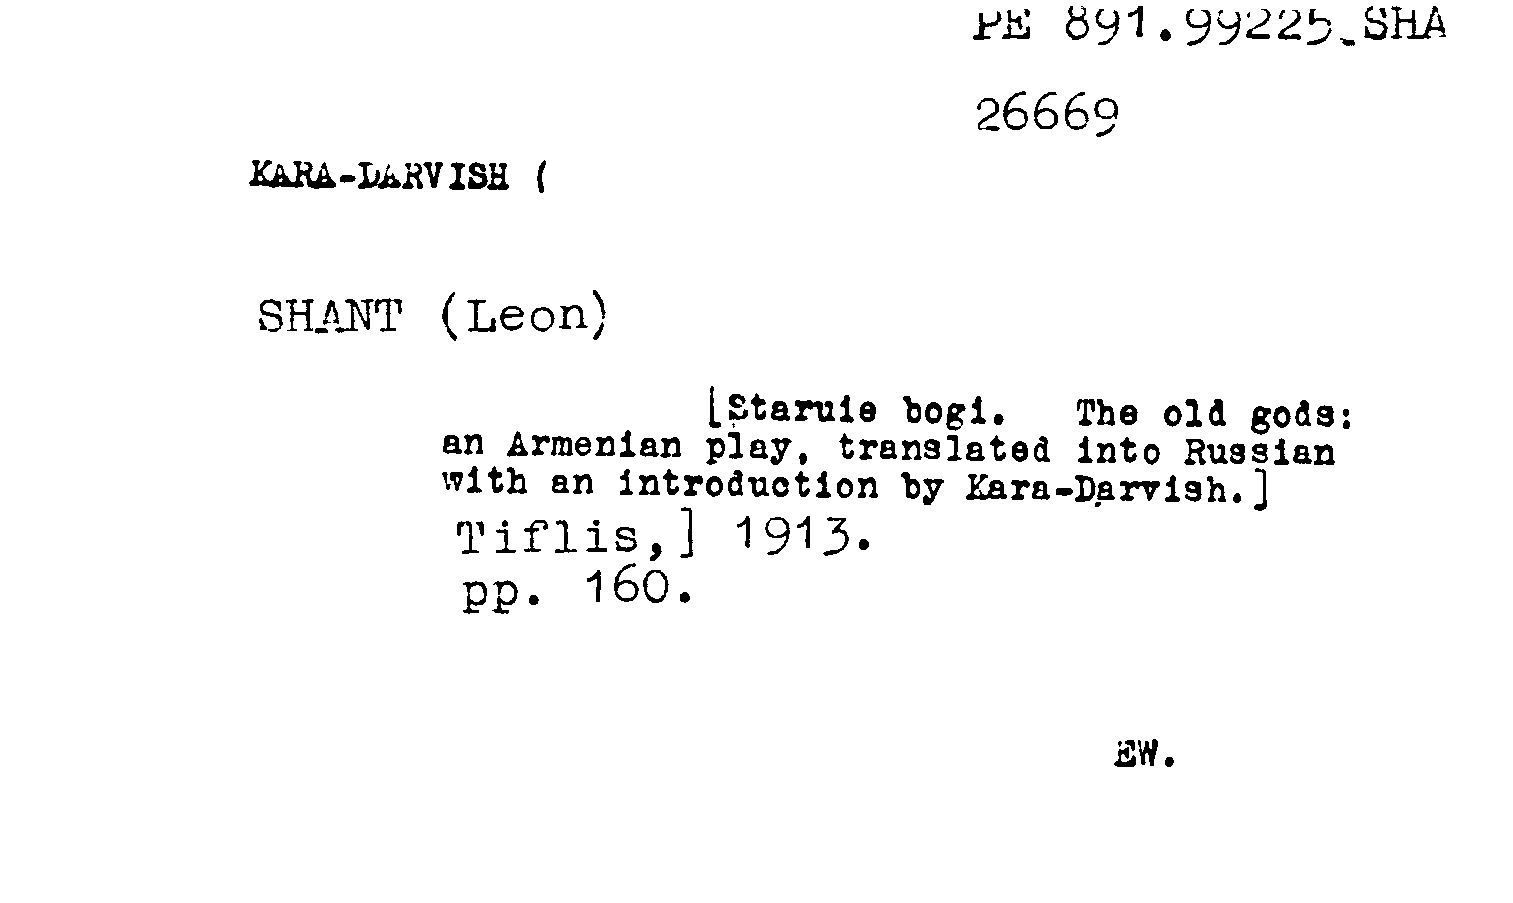 PE 891.99225 SHA
26669
KARA-DARVISH (
SHANT (Leon)
[Staruie bogi. The old gods:
an Armenian play, translated into Russian
with an introduction by Kara-Darvish.]
Tiflis,] 1913.
pp. 160.
EW.